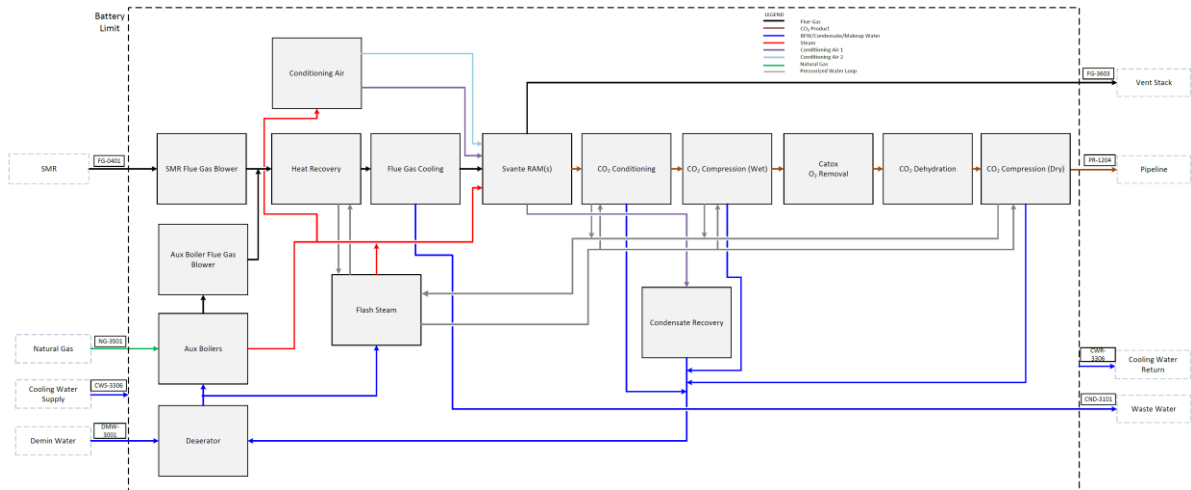 Battery
Limit
LEGEND
Flue Gas
CO₂ Product
BFW/Condensate/Makeup Water
Steam
Conditioning Air 1
Conditioning Air 2
Natural Gas
Pressurized Water Loop
Conditioning Air
FG-3603
Vent Stack
SMR
FG-0401
SMR Flue Gas Blower
Heat Recovery
Flue Gas Cooling
Svante RAM(s)
CO₂ Conditioning
CO₂ Compression (Wet)
Catox
O₂ Removal
CO₂ Dehydration
CO₂ Compression (Dry)
PR-1204
Pipeline
Aux Boiler Flue Gas
Blower
Flash Steam
Condensate Recovery
Natural Gas
NG-3501
Aux Boilers
Cooling Water
Supply
CWS-3306
CWR-
3306
Cooling Water
Return
CND-3101
Waste Water
Demin Water
DMW-
3001
Deaerator